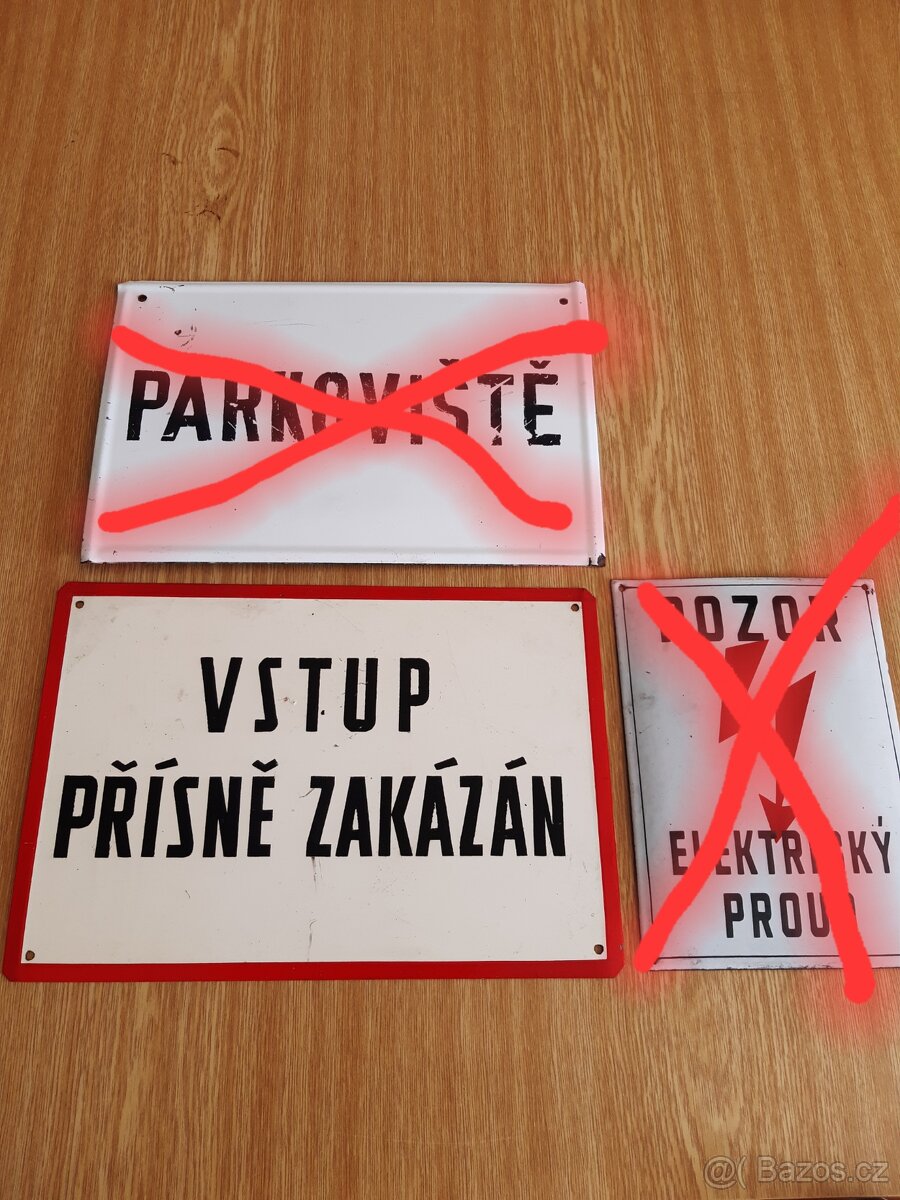 PARKOVIŠTĚ
VSTUP
PŘÍSNĚ ZAKÁZÁN
POZOR
ELEKTRICKÝ
PROUD
@( Bazos.cz